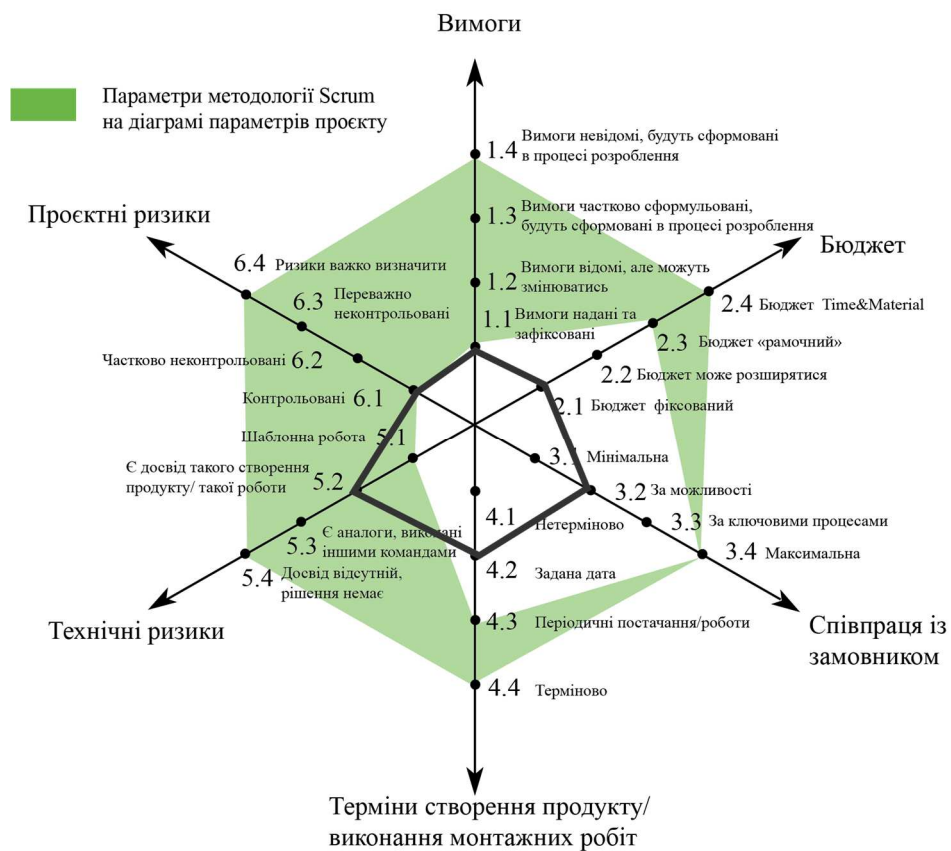 Вимоги
Параметри методології Scrum
на діаграмі параметрів проєкту
1.4
Вимоги невідомі, будуть сформовані
в процесі розроблення
1.3
Вимоги частково сформульовані,
будуть сформовані в процесі розроблення
1.2
Вимоги відомі, але можуть
змінюватись
1.1
Вимоги надані та
зафіксовані
Бюджет
2.4
Бюджет Time&Material
2.3
Бюджет «рамочний»
2.2
Бюджет може розширятися
2.1
Бюджет фіксований
Проєктні ризики
6.4
Ризики важко визначити
6.3
Переважно
неконтрольовані
Частково неконтрольовані
6.2
Контрольовані
6.1
Шаблонна робота
5.1
Є досвід такого створення
продукту/ такої роботи
5.2
5.3
Є аналоги, виконані
іншими командами
5.4
Досвід відсутній,
рішення немає
Технічні ризики
3.1
Мінімальна
3.2
За можливості
3.3
За ключовими процесами
3.4
Максимальна
Співпраця із
замовником
4.1
Нетерміново
4.2
Задана дата
4.3
Періодичні постачання/роботи
4.4
Терміново
Терміни створення продукту/
виконання монтажних робіт